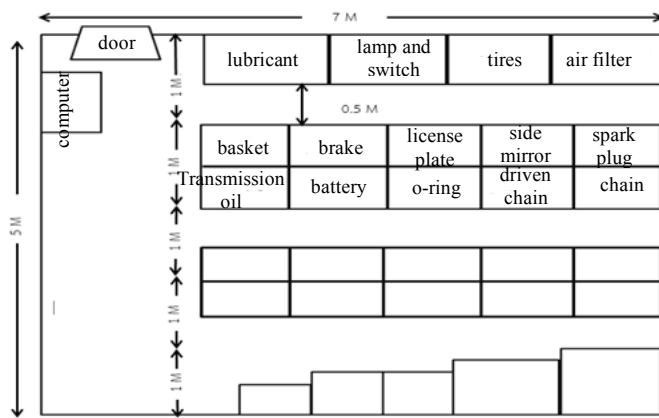 7 M
door
lubricant
lamp and
switch
tires
air filter
computer
1 M
0.5 M
basket
brake
license
plate
side
mirror
spark
plug
1 M
Transmission
oil
battery
o-ring
driven
chain
chain
5 M
1 M
1 M
1 M